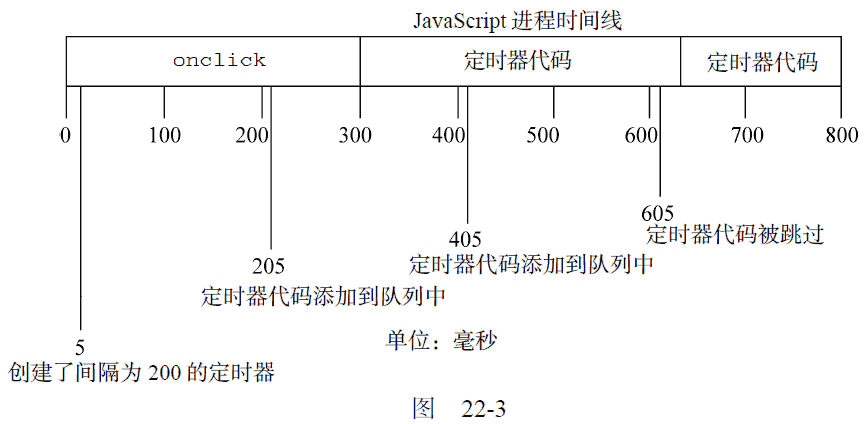 JavaScript 进程时间线
onclick 定时器代码 定时器代码
0 100 200 300 400 500 600 700 800
605
定时器代码被跳过
405
定时器代码添加到队列中
205
定时器代码添加到队列中
单位：毫秒
5
创建了间隔为 200 的定时器
图 22-3